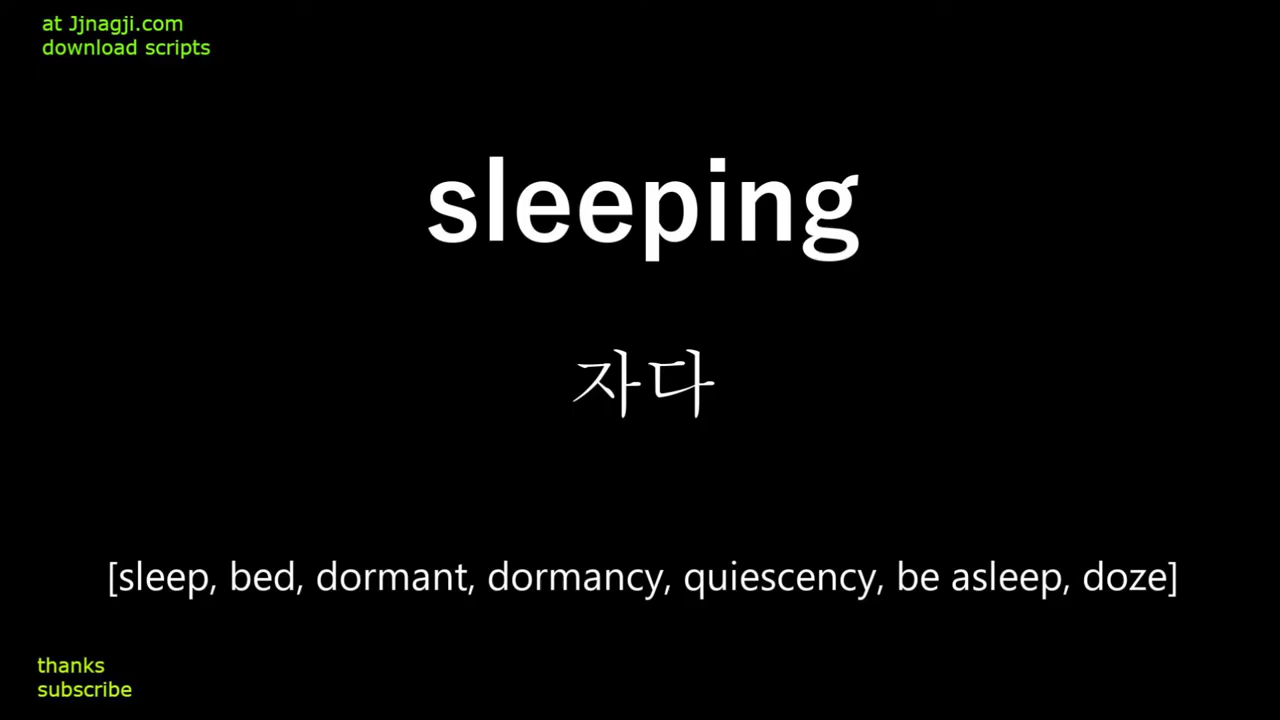 at Jjnagji.com
download scripts
sleeping
자다
[sleep, bed, dormant, dormancy, quiescency, be asleep, doze]
thanks
subscribe